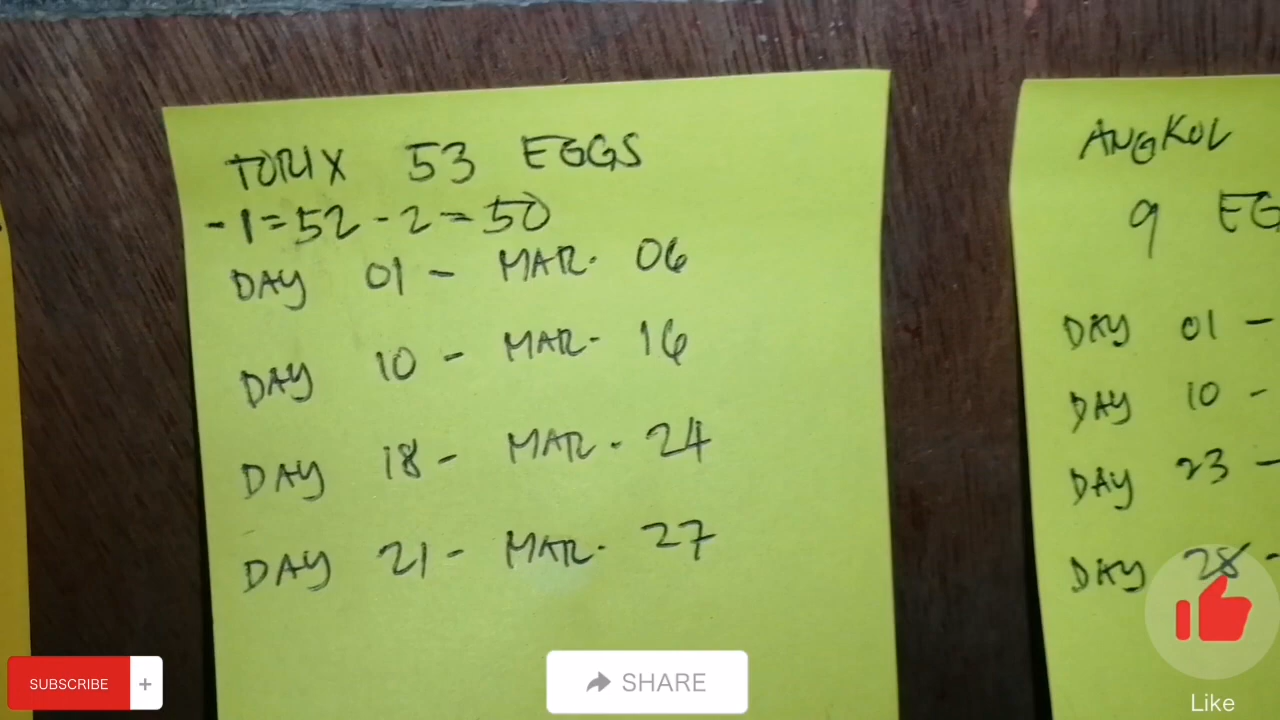 TORIX 53 EGGS
-1=52-2=50
DAY 01 - MAR. 06
DAY 10 - MAR. 16
DAY 18 - MAR. 24
DAY 21 - MAR. 27
ANGKOL
9 EG
DAY 01 -
DAY 10 -
DAY 23 -
DAY 28 -
SUBSCRIBE +
SHARE
Like